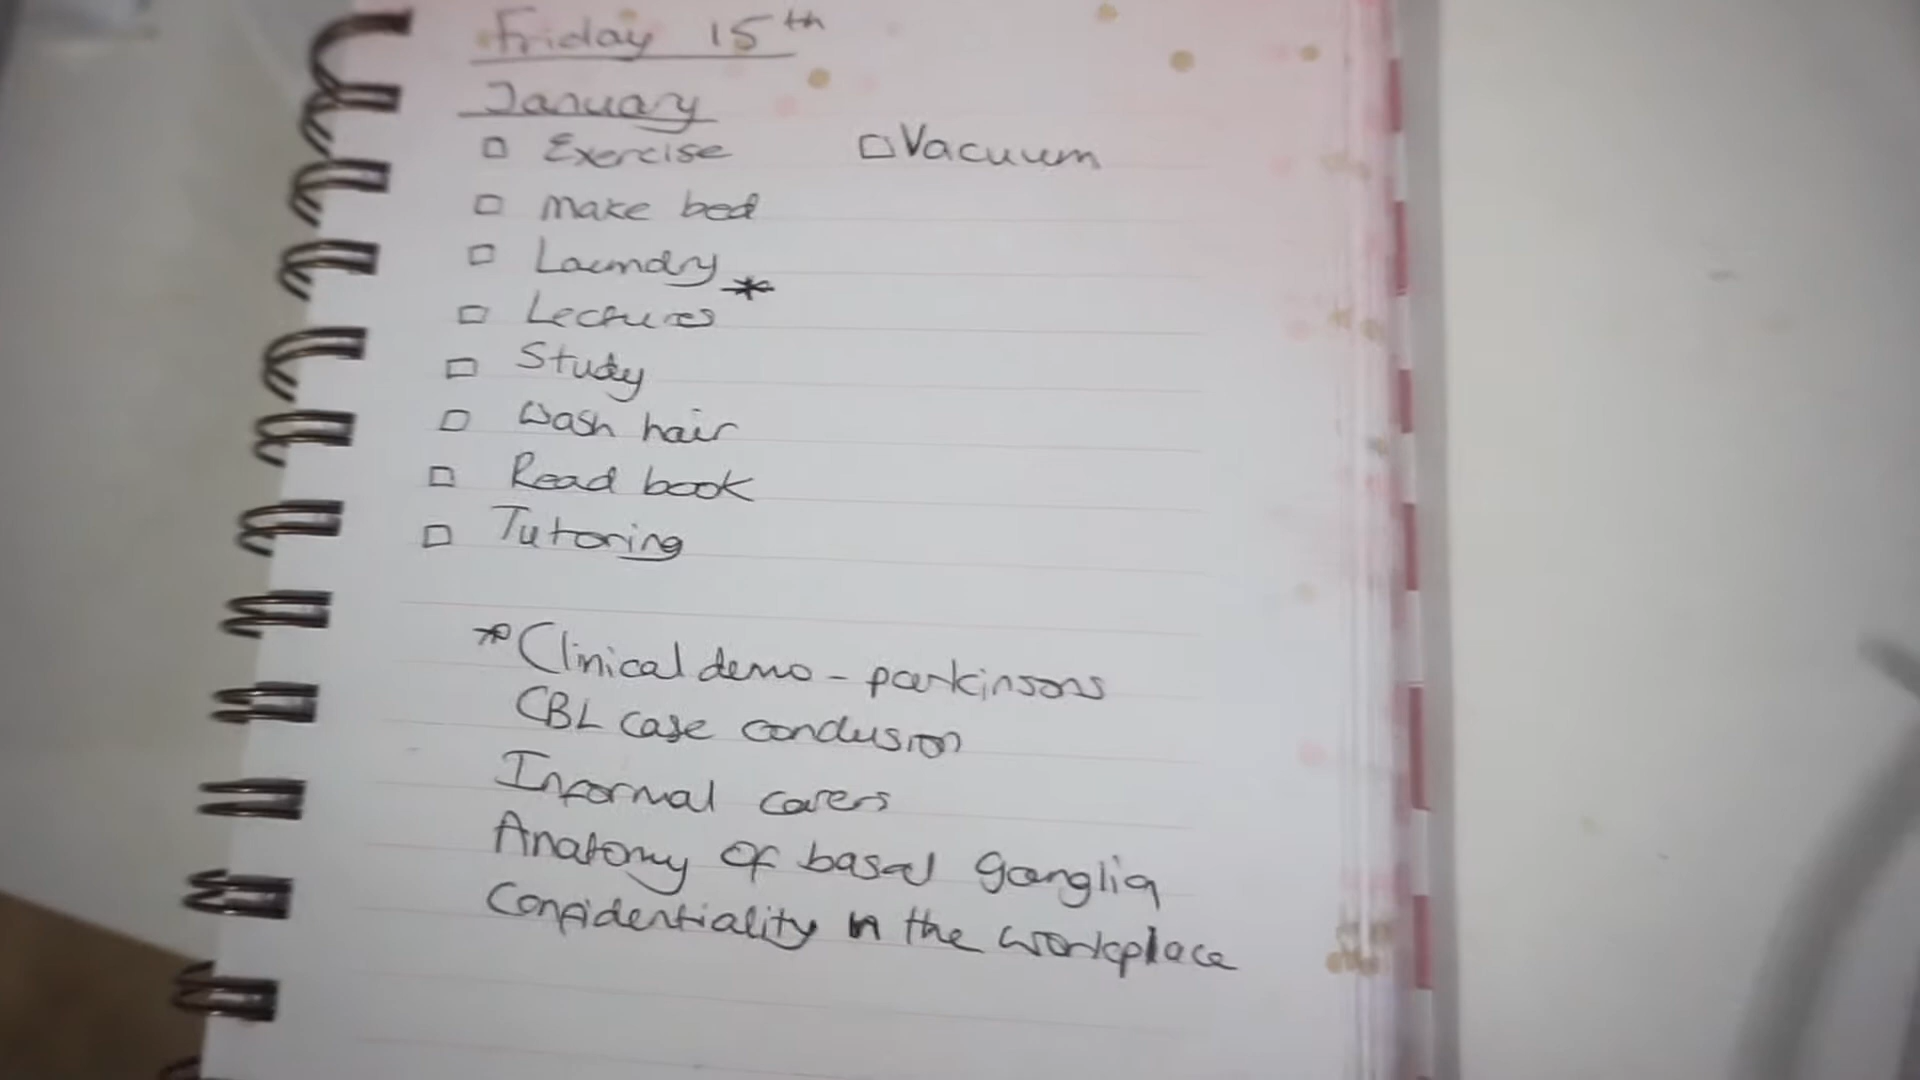 Friday 15th
January
Exercise
Vacuum
make bed
Laundry
*
Lectures
Study
Wash hair
Read book
Tutoring
* Clinical demo - parkinsons
CBL case conclusion
Informal carers
Anatomy of basal ganglia
Confidentiality in the workplace